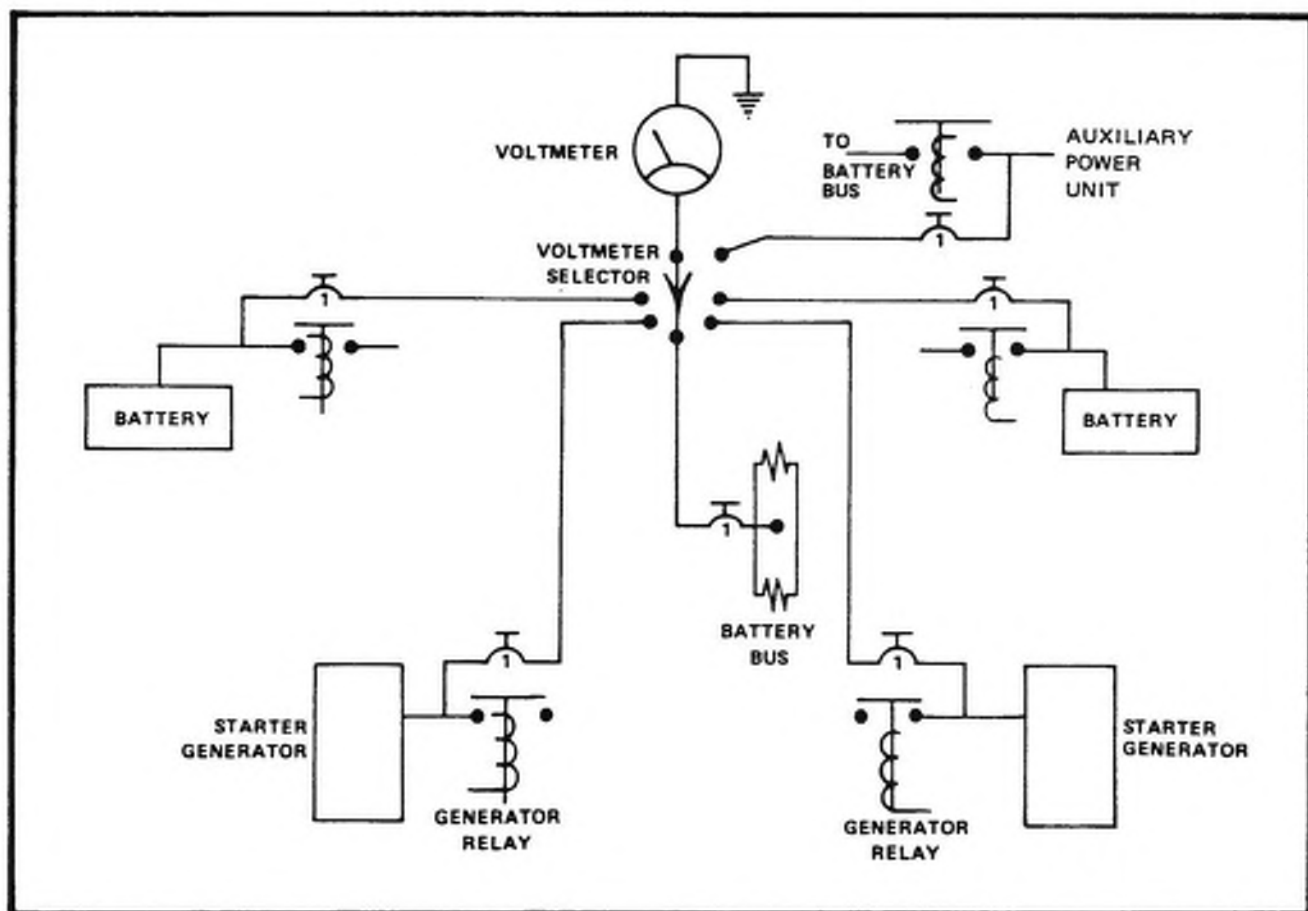 VOLTMETER
TO
BATTERY
BUS
AUXILIARY
POWER
UNIT
1
VOLTMETER
SELECTOR
1
1
BATTERY
BATTERY
1
BATTERY
BUS
1
1
STARTER
GENERATOR
STARTER
GENERATOR
GENERATOR
RELAY
GENERATOR
RELAY